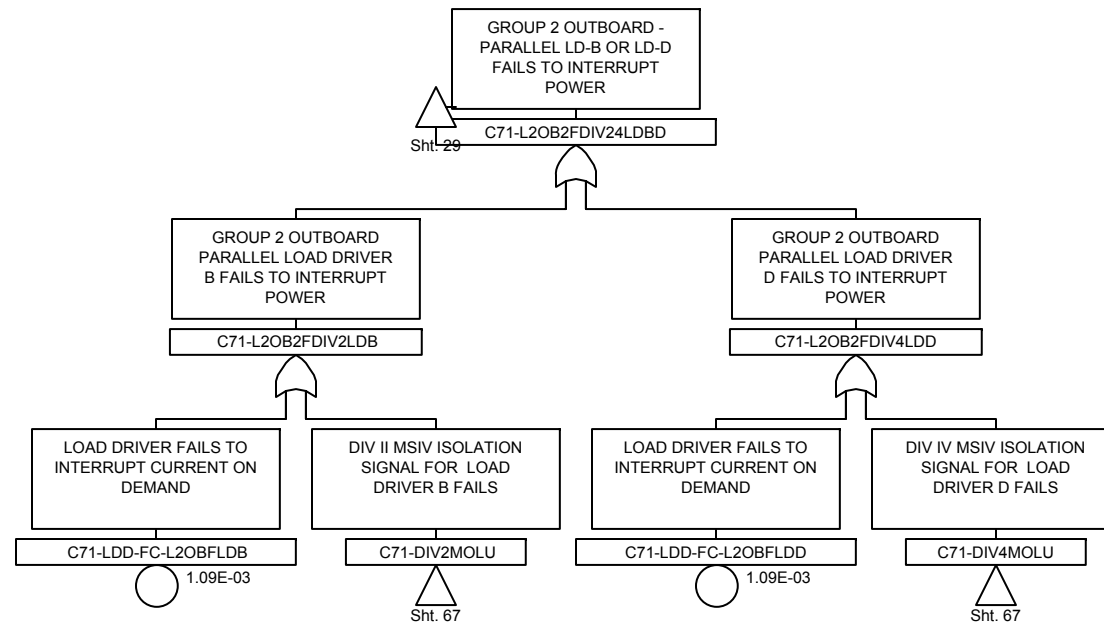 GROUP 2 OUTBOARD -
PARALLEL LD-B OR LD-D
FAILS TO INTERRUPT
POWER
C71-L2OB2FDIV24LDBD
Sht. 29
GROUP 2 OUTBOARD
PARALLEL LOAD DRIVER
B FAILS TO INTERRUPT
POWER
C71-L2OB2FDIV2LDB
GROUP 2 OUTBOARD
PARALLEL LOAD DRIVER
D FAILS TO INTERRUPT
POWER
C71-L2OB2FDIV4LDD
LOAD DRIVER FAILS TO
INTERRUPT CURRENT ON
DEMAND
C71-LDD-FC-L2OBFLDB
1.09E-03
DIV II MSIV ISOLATION
SIGNAL FOR LOAD
DRIVER B FAILS
C71-DIV2MOLU
Sht. 67
LOAD DRIVER FAILS TO
INTERRUPT CURRENT ON
DEMAND
C71-LDD-FC-L2OBFLDD
1.09E-03
DIV IV MSIV ISOLATION
SIGNAL FOR LOAD
DRIVER D FAILS
C71-DIV4MOLU
Sht. 67